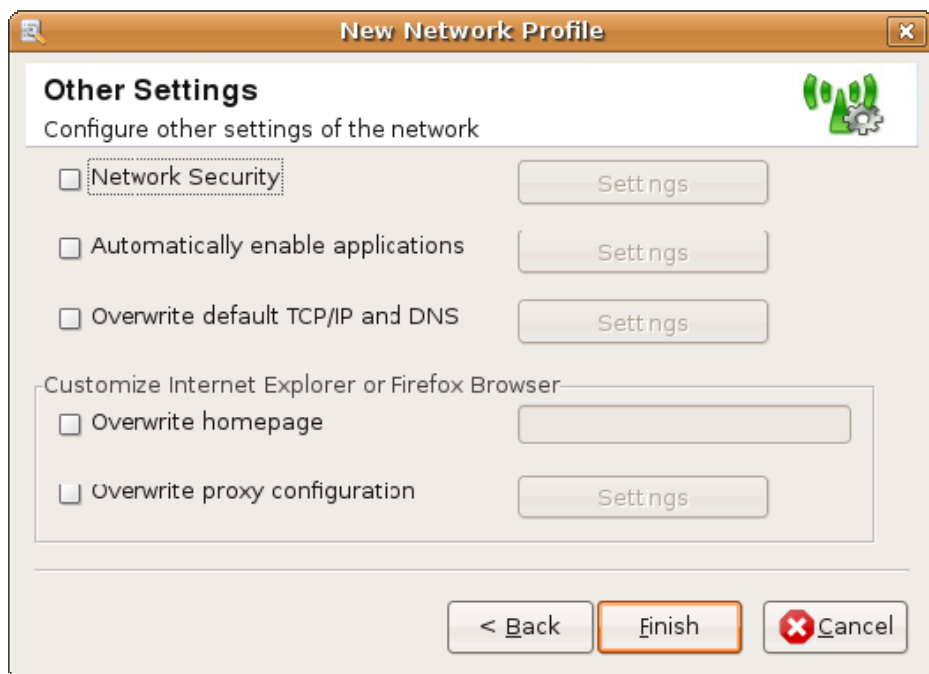 New Network Profile
Other Settings
Configure other settings of the network
Network Security
Settings
Automatically enable applications
Settings
Overwrite default TCP/IP and DNS
Settings
Customize Internet Explorer or Firefox Browser
Overwrite homepage
Overwrite proxy configuration
Settings
< Back
Finish
Cancel